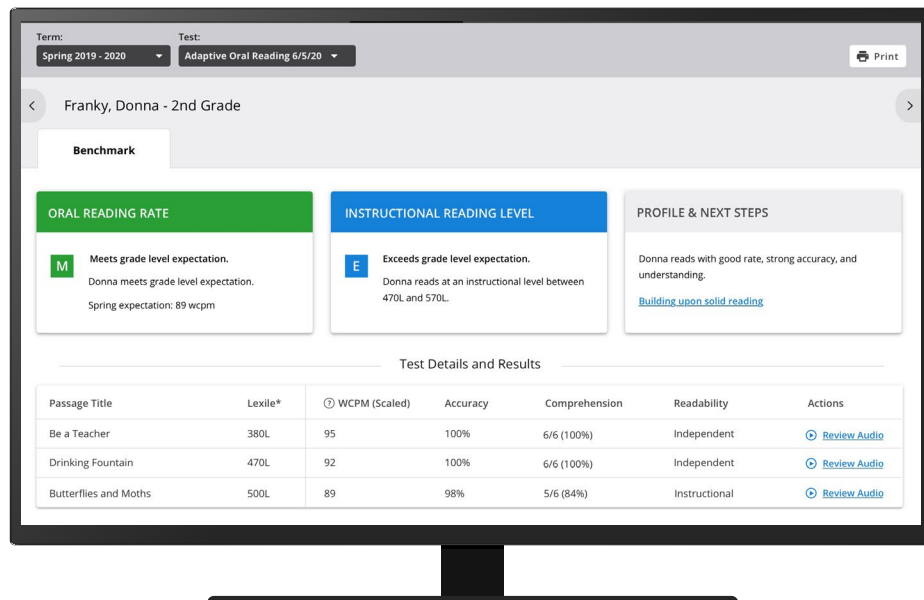 Term:
Test:
Spring 2019 - 2020
Adaptive Oral Reading 6/5/20
Print
Franky, Donna - 2nd Grade
Benchmark
ORAL READING RATE
M
Meets grade level expectation.
Donna meets grade level expectation.
Spring expectation: 89 wcpm
INSTRUCTIONAL READING LEVEL
E
Exceeds grade level expectation.
Donna reads at an instructional level between
470L and 570L.
PROFILE & NEXT STEPS
Donna reads with good rate, strong accuracy, and
understanding.
Building upon solid reading
Test Details and Results
Passage Title Lexile* ? WCPM (Scaled) Accuracy Comprehension Readability Actions
Be a Teacher 380L 95 100% 6/6 (100%) Independent Review Audio
Drinking Fountain 470L 92 100% 6/6 (100%) Independent Review Audio
Butterflies and Moths 500L 89 98% 5/6 (84%) Instructional Review Audio